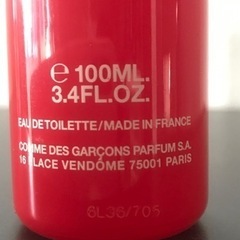 ℮ 100ML.
3.4FL.OZ.
EAU DE TOILETTE/MADE IN FRANCE
COMME DES GARÇONS PARFUM S.A.
16 PLACE VENDÔME 75001 PARIS
6L36/705